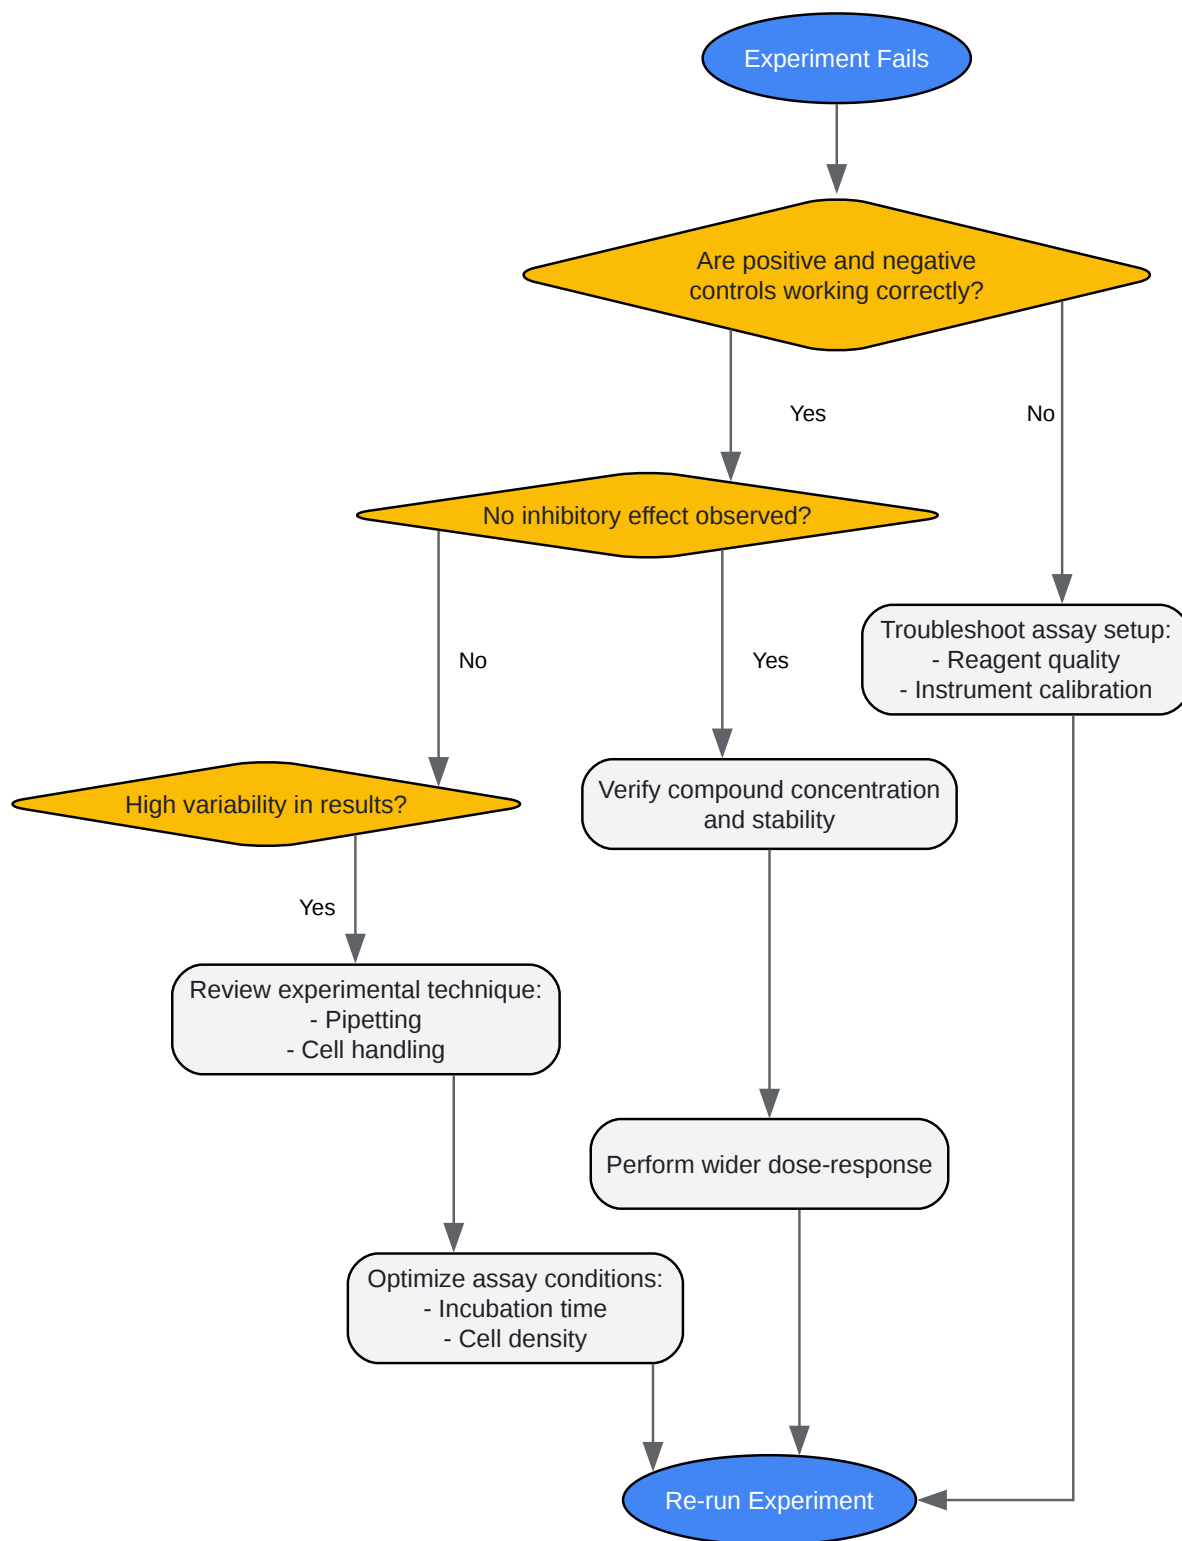 Experiment Fails
Are positive and negative
controls working correctly?
Yes
No
No inhibitory effect observed?
No
Yes
Troubleshoot assay setup:
- Reagent quality
- Instrument calibration
High variability in results?
Verify compound concentration
and stability
Yes
Review experimental technique:
- Pipetting
- Cell handling
Perform wider dose-response
Optimize assay conditions:
- Incubation time
- Cell density
Re-run Experiment